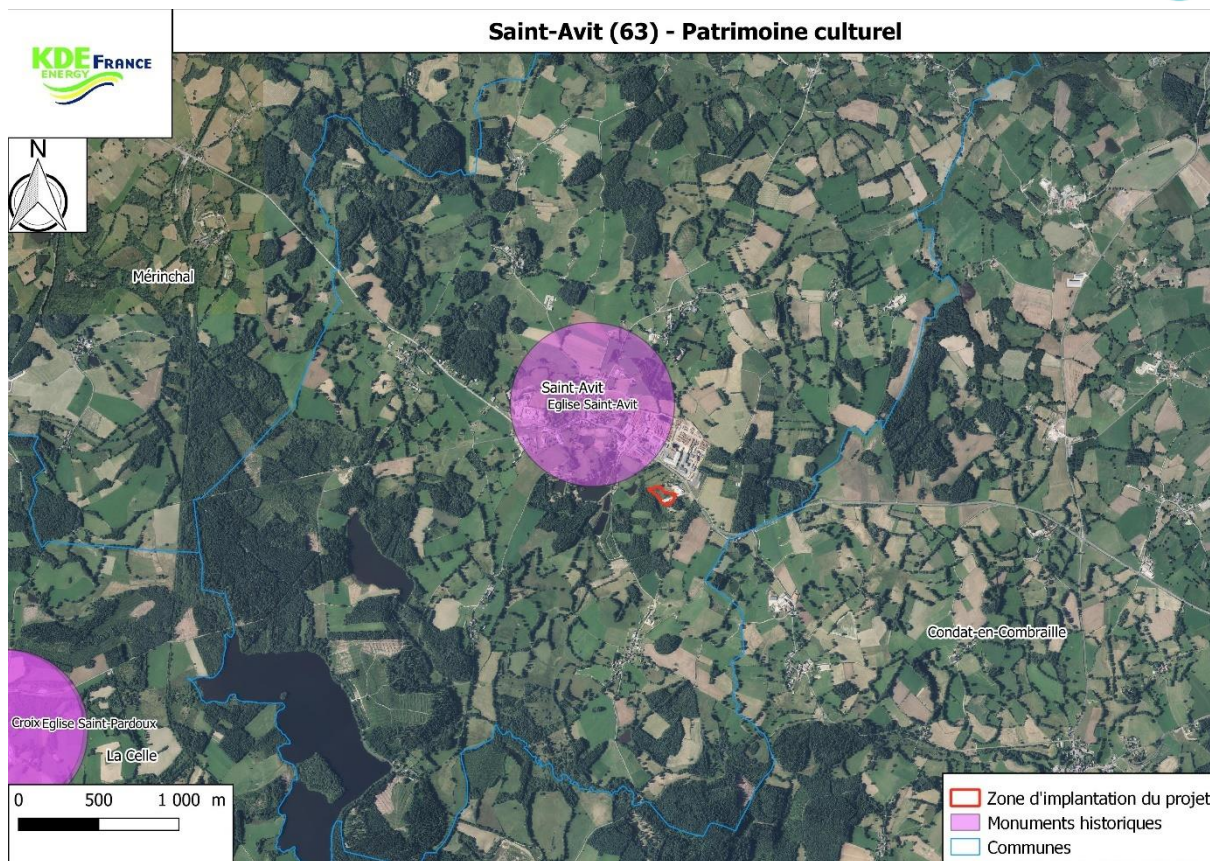 Saint-Avit (63) - Patrimoine culturel
KDE FRANCE
ENERGY
N
Mérinchal
Saint-Avit
Eglise Saint-Avit
Condat-en-Combraille
Croix Eglise Saint-Pardoux
La Celle
0 500 1 000 m
Zone d'implantation du projet
Monuments historiques
Communes